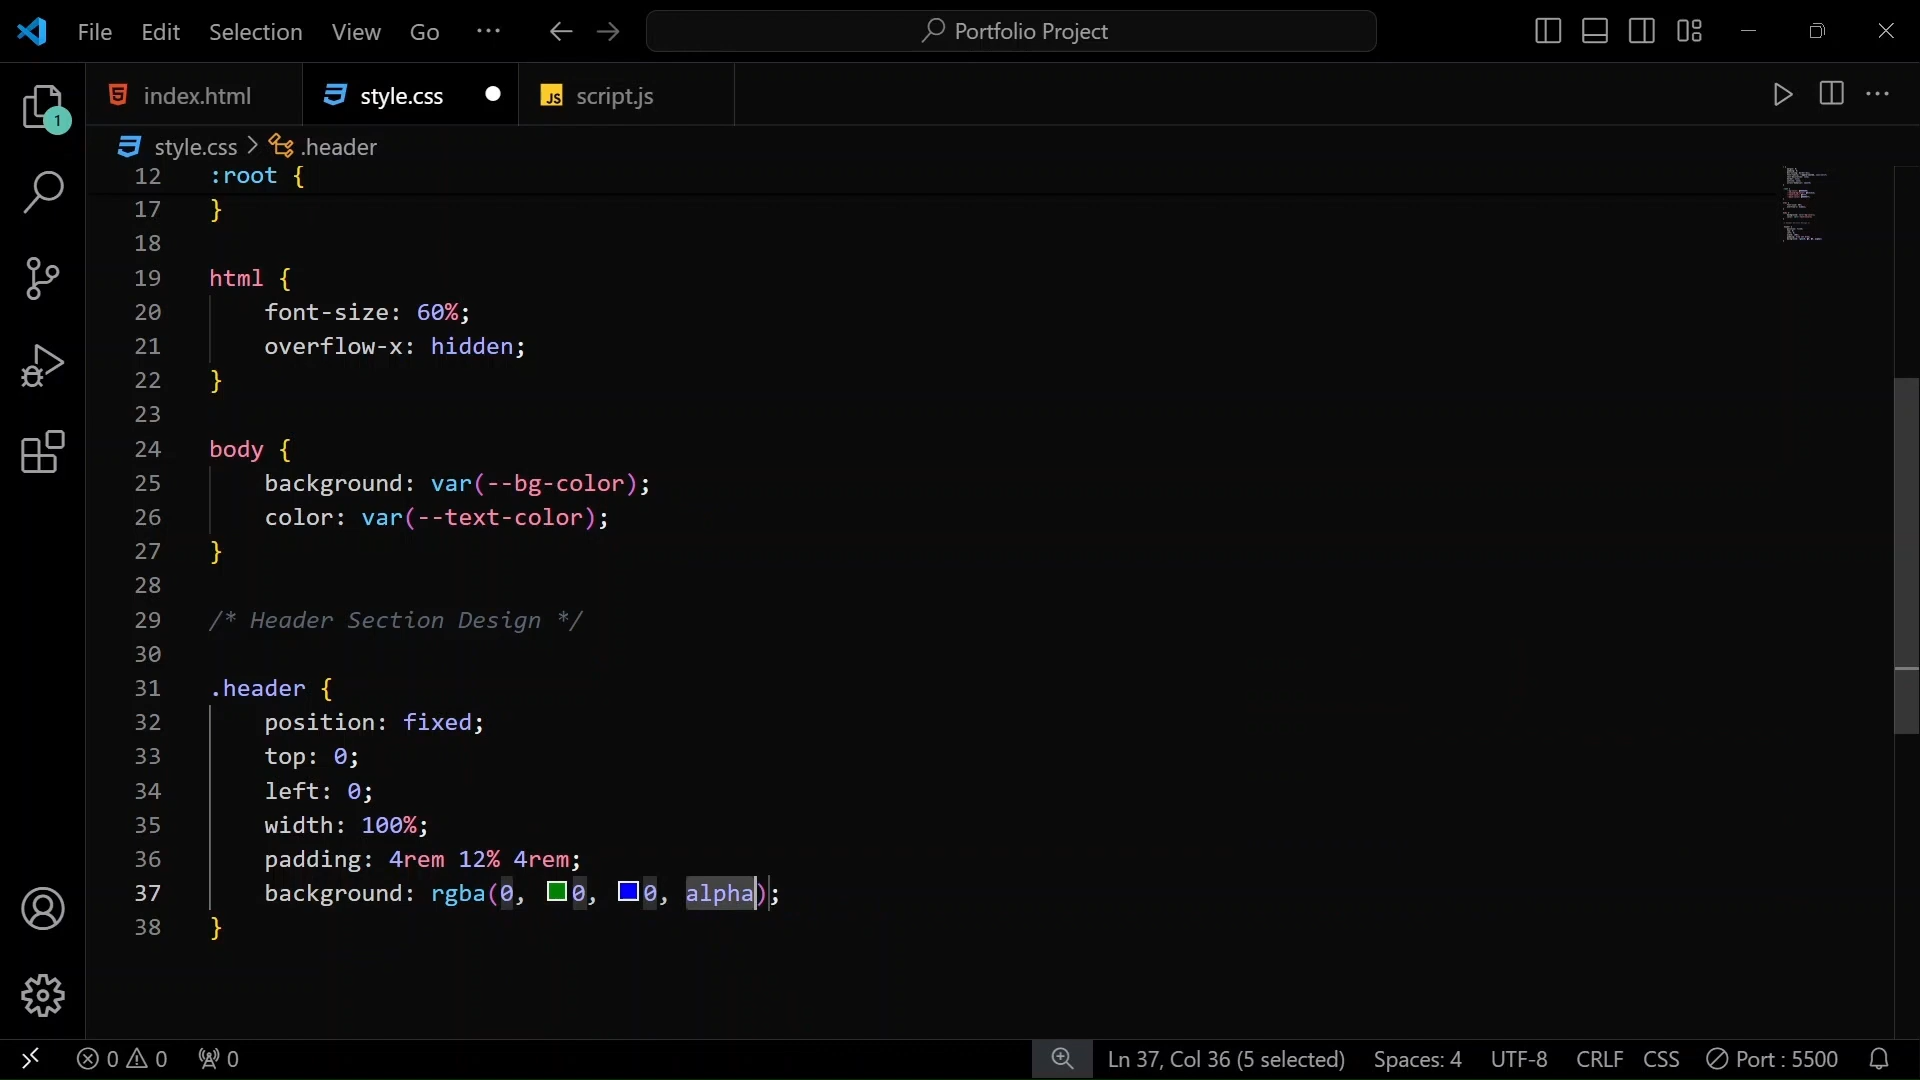 File Edit Selection View Go ··· Portfolio Project
index.html style.css JS script.js
1
style.css > .header
12 :root {
17 }
18
19 html {
20 font-size: 60%;
21 overflow-x: hidden;
22 }
23
24 body {
25 background: var(--bg-color);
26 color: var(--text-color);
27 }
28
29 /* Header Section Design */
30
31 .header {
32 position: fixed;
33 top: 0;
34 left: 0;
35 width: 100%;
36 padding: 4rem 12% 4rem;
37 background: rgba(0, 0, 0, alpha);
38 }
0 0 0 Ln 37, Col 36 (5 selected) Spaces: 4 UTF-8 CRLF CSS Port : 5500